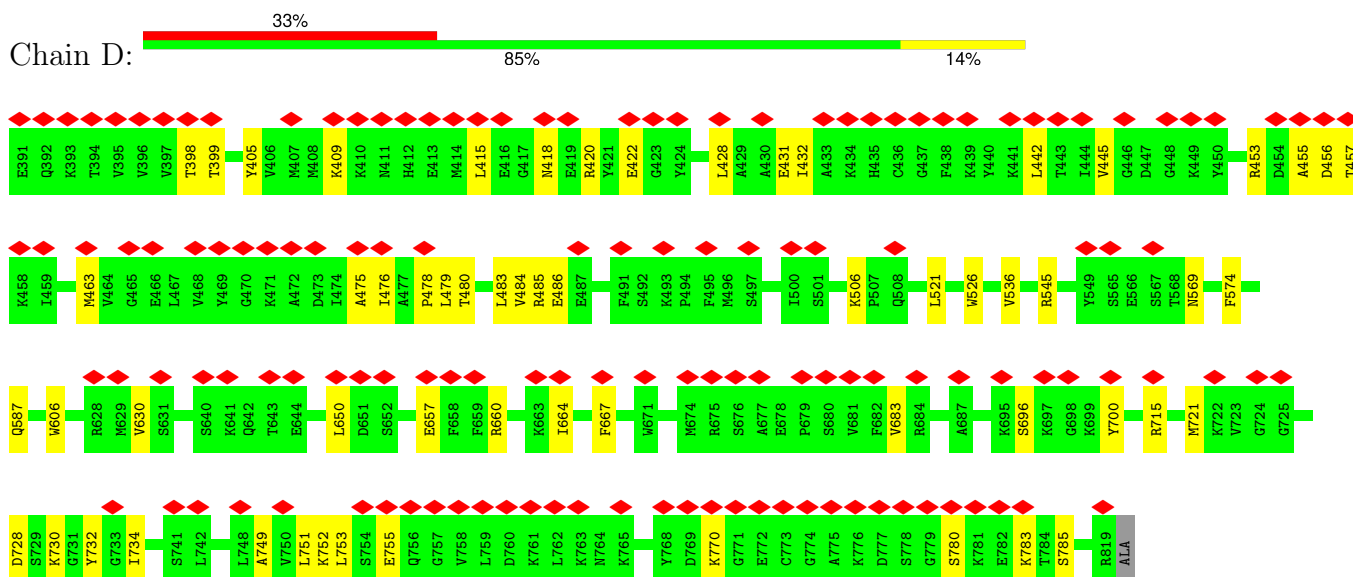 33%
Chain D:
85% 14%
E391 Q392 K393 T394 V395 V396 V397 T398 T399 Y405 V406 M407 M408 K409 K410 N411 H412 E413 M414 L415 E416 G417 N418 E419 R420 Y421 E422 G423 Y424 L428 A429 A430 E431 I432 A433 K434 H435 C436 G437 F438 K439 Y440 K441 L442 T443 I444 V445 G446 D447 G448 K449 Y450 R453 D454 A455 D456 T457
K458 I459 M463 V464 G465 E466 L467 V468 Y469 G470 K471 A472 D473 I474 A475 I476 A477 P478 L479 T480 L483 V484 R485 E486 E487 F491 S492 K493 P494 F495 M496 S497 I500 S501 K506 P507 Q508 L521 W526 V536 R545 Y549 S565 E566 S567 T568 N569 F574
Q587 W606 R628 M629 V630 S631 S640 K641 Q642 T643 E644 L650 D651 S652 E657 F658 F659 R660 K663 I664 F667 W671 M674 R675 S676 A677 E678 P679 S680 V681 F682 V683 R684 A687 K695 S696 K697 G698 K699 Y700 R715 M721 K722 V723 G724 G725
D728 S729 K730 G731 Y732 G733 I734 S741 L742 L748 A749 V750 L751 K752 L753 S754 E755 Q756 G757 V758 L759 D760 K761 L762 K763 N764 K765 Y768 D769 K770 G771 E772 C773 G774 A775 K776 D777 S778 G779 S780 K781 E782 K783 T784 S785 R819 ALA